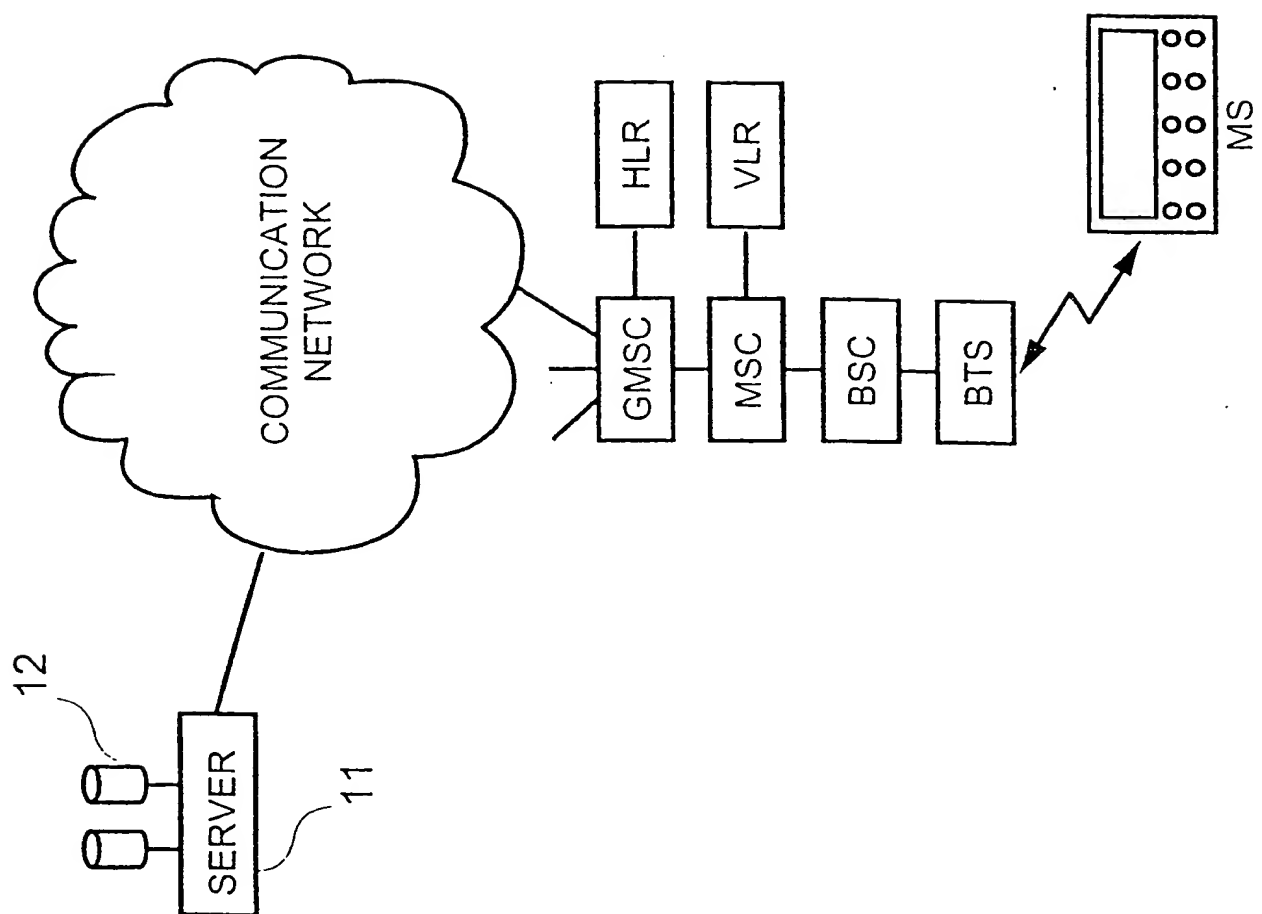 12
SERVER
11
COMMUNICATION
NETWORK
GMSC
HLR
MSC
VLR
BSC
BTS
MS